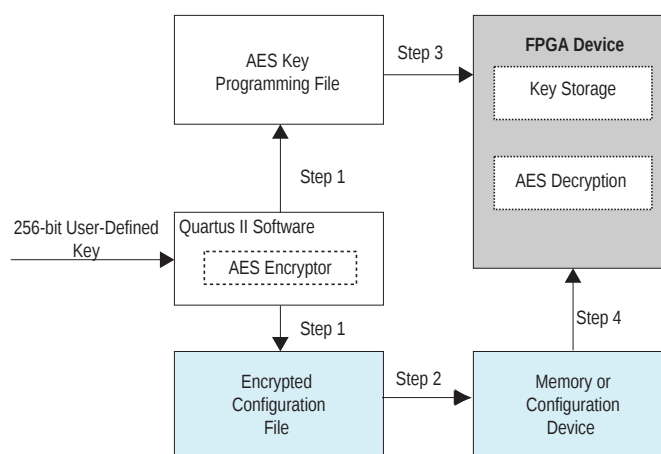 AES Key
Programming File
Step 3
FPGA Device
Key Storage
AES Decryption
Step 1
256-bit User-Defined
Key
Quartus II Software
AES Encryptor
Step 1
Step 4
Encrypted
Configuration
File
Step 2
Memory or
Configuration
Device